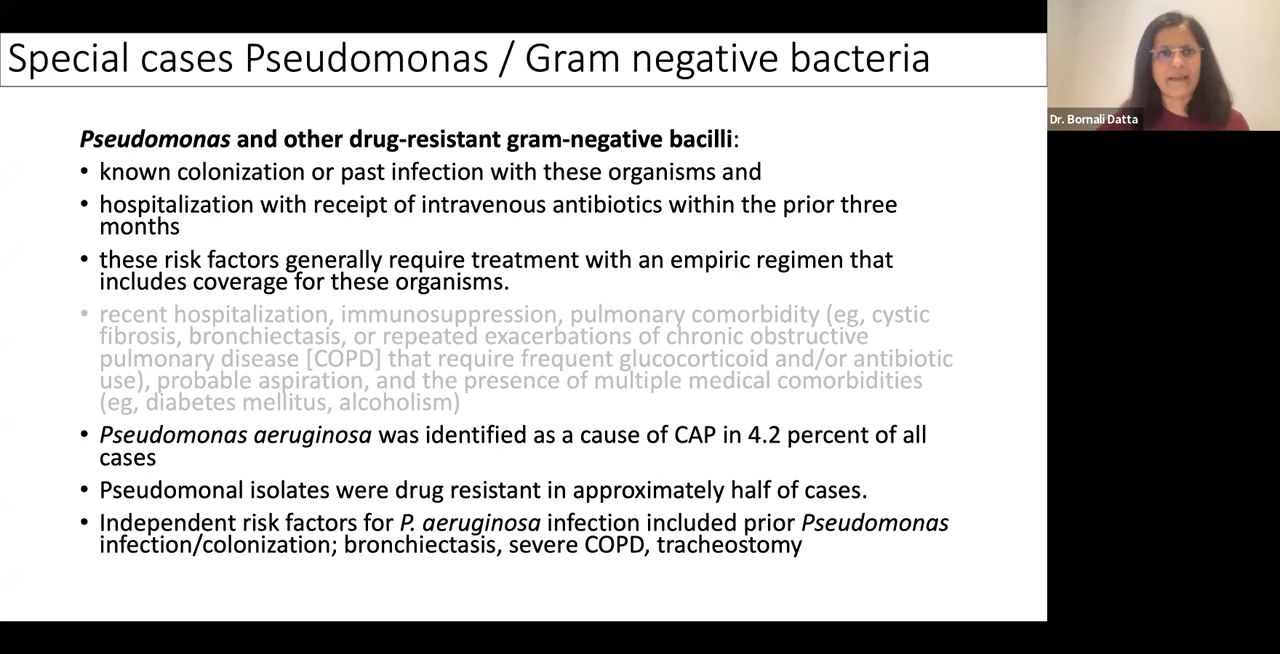 Special cases Pseudomonas / Gram negative bacteria
Dr. Bornali Datta
Pseudomonas and other drug-resistant gram-negative bacilli:
• known colonization or past infection with these organisms and
• hospitalization with receipt of intravenous antibiotics within the prior three
months
• these risk factors generally require treatment with an empiric regimen that
includes coverage for these organisms.
• recent hospitalization, immunosuppression, pulmonary comorbidity (eg, cystic
fibrosis, bronchiectasis, or repeated exacerbations of chronic obstructive
pulmonary disease [COPD] that require frequent glucocorticoid and/or antibiotic
use), probable aspiration, and the presence of multiple medical comorbidities
(eg, diabetes mellitus, alcoholism)
• Pseudomonas aeruginosa was identified as a cause of CAP in 4.2 percent of all
cases
• Pseudomonal isolates were drug resistant in approximately half of cases.
• Independent risk factors for P. aeruginosa infection included prior Pseudomonas
infection/colonization; bronchiectasis, severe COPD, tracheostomy